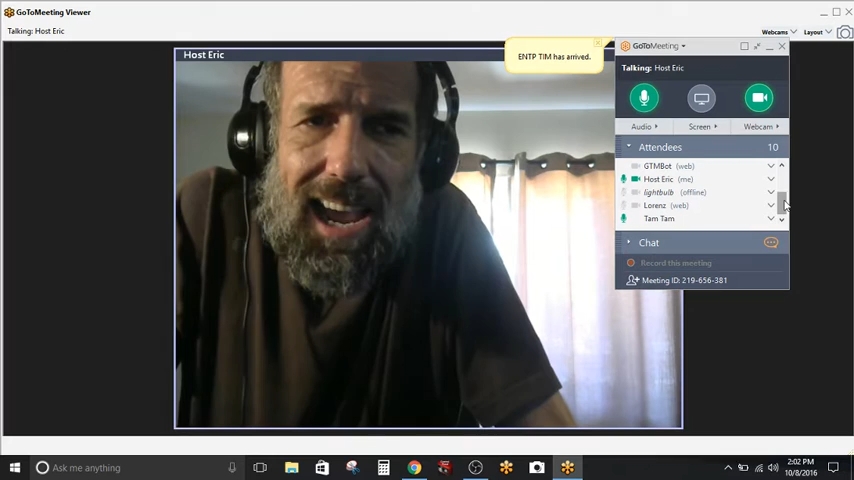 GoToMeeting Viewer
Talking: Host Eric
Webcams
Layout
Host Eric
ENTP TIM has arrived.
GoToMeeting
Talking: Host Eric
Audio
Screen
Webcam
Attendees 10
GTMBot (web)
Host Eric (me)
lightbulb (offline)
Lorenz (web)
Tam Tam
Chat
Record this meeting
Meeting ID: 219-656-381
Ask me anything
2:02 PM
10/8/2016